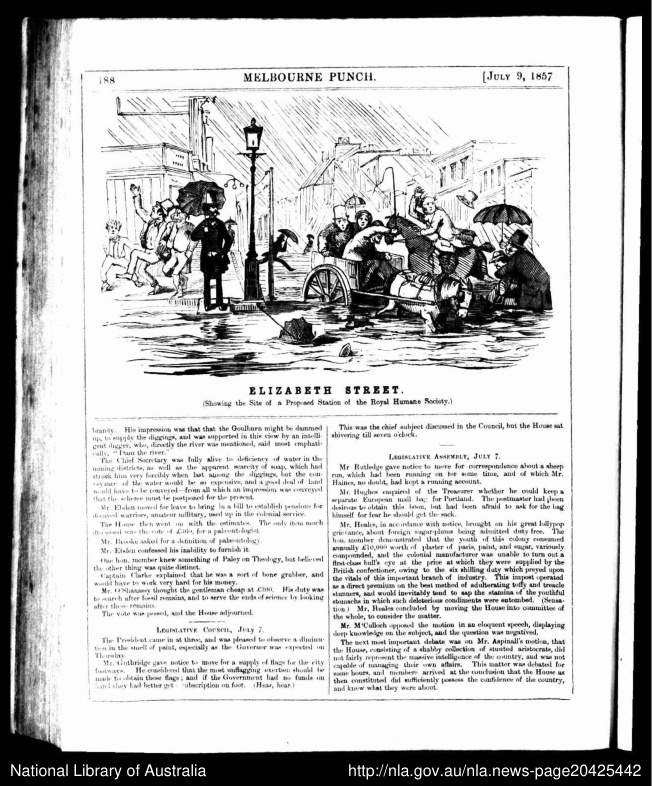 188
MELBOURNE PUNCH.
[JULY 9, 1857
ELIZABETH STREET.
(Showing the Site of a Proposed Station of the Royal Humane Society.)
brandy. His impression was that that the Goulburn might be dammed
up, to supply the diggings, and was supported in this view by an intelli-
gent digger, who, directly the river was mentioned, said most emphati-
cally, "Dam the river."
The Chief Secretary was fully alive to deficiency of water in the
mining districts, as well as the apparent scarcity of soap, which had
struck him very forcibly when last among the diggings, but the con-
veyance of the water would be so expensive, and a good deal of land
would have to be conveyed—from all which an impression was conveyed
that the scheme must be postponed for the present.
Mr. Ebden moved for leave to bring in a bill to establish pensions for
decayed warriors, amateur military, used up in the colonial service.
The House then went on with the estimates. The only item much
discussed was the vote of £300, for a palæontologist.
Mr. Brooke asked for a definition of palæontology.
Mr. Ebden confessed his inability to furnish it.
One hon. member knew something of Paley on Theology, but believed
the other thing was quite distinct.
Captain Clarke explained that he was a sort of bone grubber, and
would have to work very hard for his money.
Mr. O'Shanassy thought the gentleman cheap at £300. His duty was
to search after fossil remains, and to serve the ends of science by looking
after these remains.
The vote was passed, and the House adjourned.
LEGISLATIVE COUNCIL, JULY 7.
The President came in at three, and was pleased to observe a diminu-
tion in the smell of paint, especially as the Governor was expected on
Thursday.
Mr. Guthridge gave notice to move for a supply of flags for the city
footways. He considered that the most unflagging exertion should be
made to obtain these flags; and if the Government had no funds on
hand they had better get subscription on foot. (Hear, hear.)
This was the chief subject discussed in the Council, but the House sat
shivering till seven o'clock.
LEGISLATIVE ASSEMBLY, JULY 7.
Mr. Rutledge gave notice to move for correspondence about a sheep
run, which had been running on for some time, and of which Mr.
Haines, no doubt, had kept a running account.
Mr. Hughes enquired of the Treasurer whether he could keep a
separate European mail bag for Portland. The postmaster had been
desirous to obtain this boon, but had been afraid to ask for the bag
himself for fear he should get the sack.
Mr. Heales, in accordance with notice, brought on his great lollypop
grievance, about foreign sugar-plums being admitted duty free. The
hon. member demonstrated that the youth of this colony consumed
annually £10,000 worth of plaster of paris, paint, and sugar, variously
compounded, and the colonial manufacturer was unable to turn out a
first-class bull's eye at the price at which they were supplied by the
British confectioner, owing to the six shilling duty which preyed upon
the vitals of this important branch of industry. This impost operated
as a direct premium on the best method of adulterating toffy and treacle
stunners, and would inevitably tend to sap the stamina of the youthful
stomachs in which such deleterious condiments were entombed. (Sensa-
tion.) Mr. Heales concluded by moving the House into committee of
the whole, to consider the matter.
Mr. M'Culloch opposed the motion in an eloquent speech, displaying
deep knowledge on the subject, and the question was negatived.
The next most important debate was on Mr. Aspinall's motion, that
the House, consisting of a shabby collection of stunted aristocrats, did
not fairly represent the massive intelligence of the country, and was not
capable of managing their own affairs. This matter was debated for
some hours, and members arrived at the conclusion that the House as
then constituted did sufficiently possess the confidence of the country,
and knew what they were about.
National Library of Australia
http://nla.gov.au/nla.news-page20425442